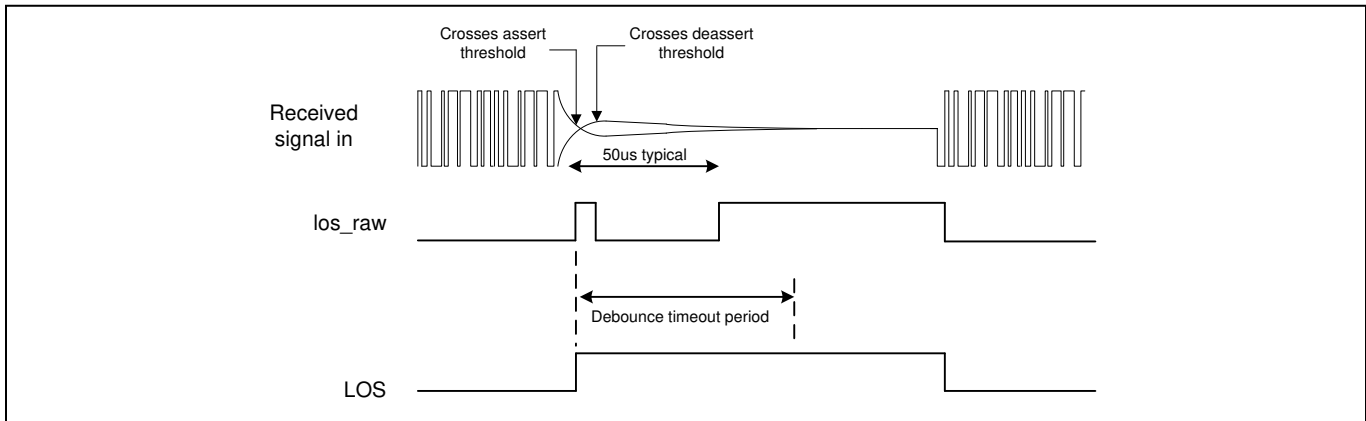 Crosses assert
threshold
Crosses deassert
threshold
Received
signal in
50us typical
los_raw
Debounce timeout period
LOS